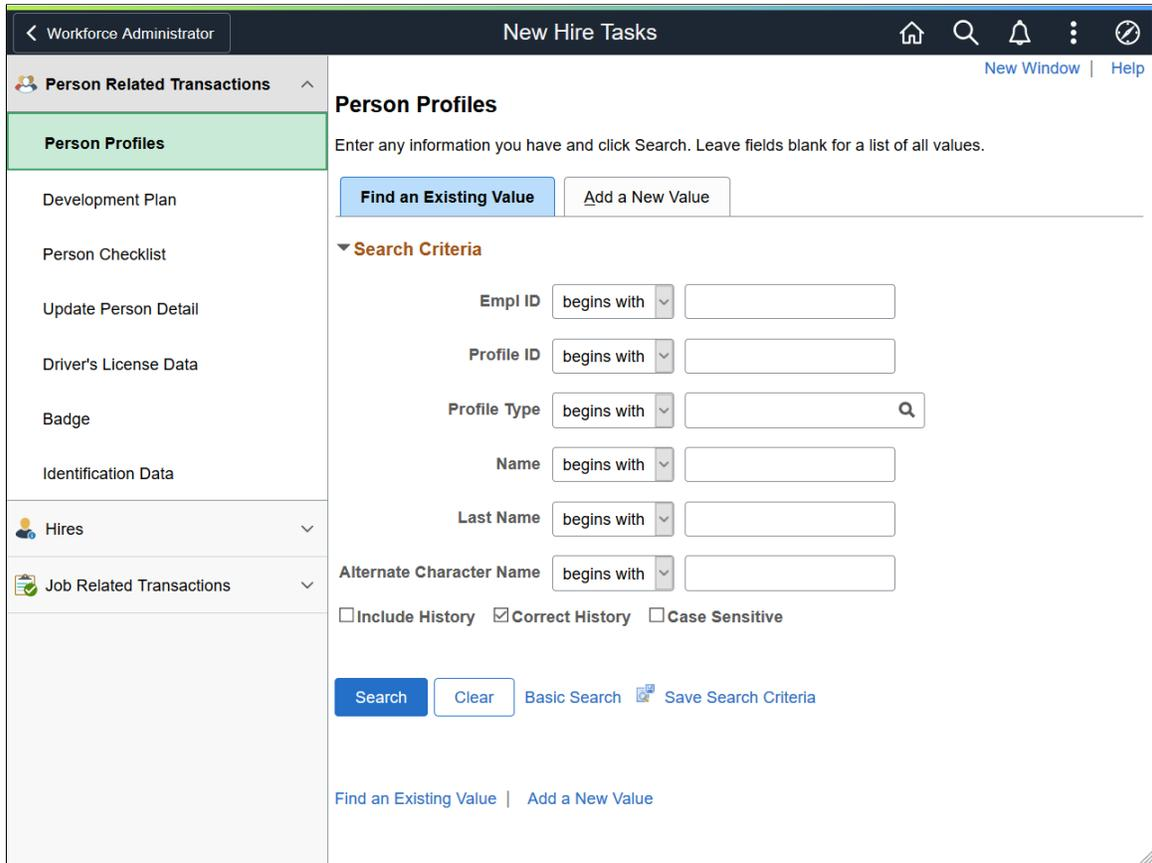 Workforce Administrator
New Hire Tasks
New Window | Help
Person Related Transactions
Person Profiles
Development Plan
Person Checklist
Update Person Detail
Driver's License Data
Badge
Identification Data
Hires
Job Related Transactions
Person Profiles
Enter any information you have and click Search. Leave fields blank for a list of all values.
Find an Existing Value Add a New Value
Search Criteria
Empl ID begins with
Profile ID begins with
Profile Type begins with
Name begins with
Last Name begins with
Alternate Character Name begins with
Include History Correct History Case Sensitive
Search Clear Basic Search Save Search Criteria
Find an Existing Value | Add a New Value